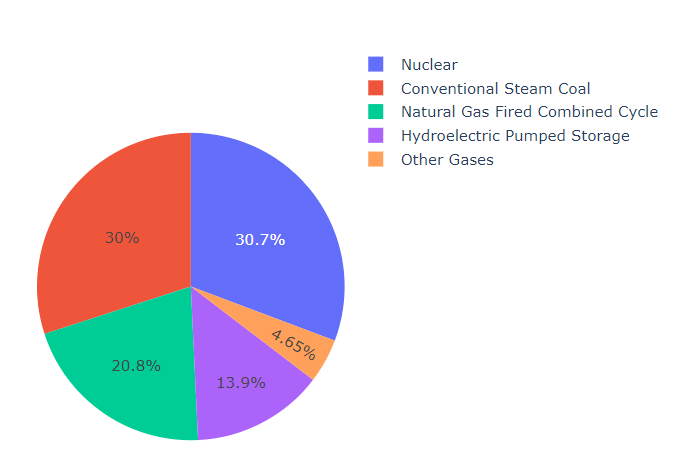 Nuclear
Conventional Steam Coal
Natural Gas Fired Combined Cycle
Hydroelectric Pumped Storage
Other Gases
30%
30.7%
4.65%
20.8%
13.9%